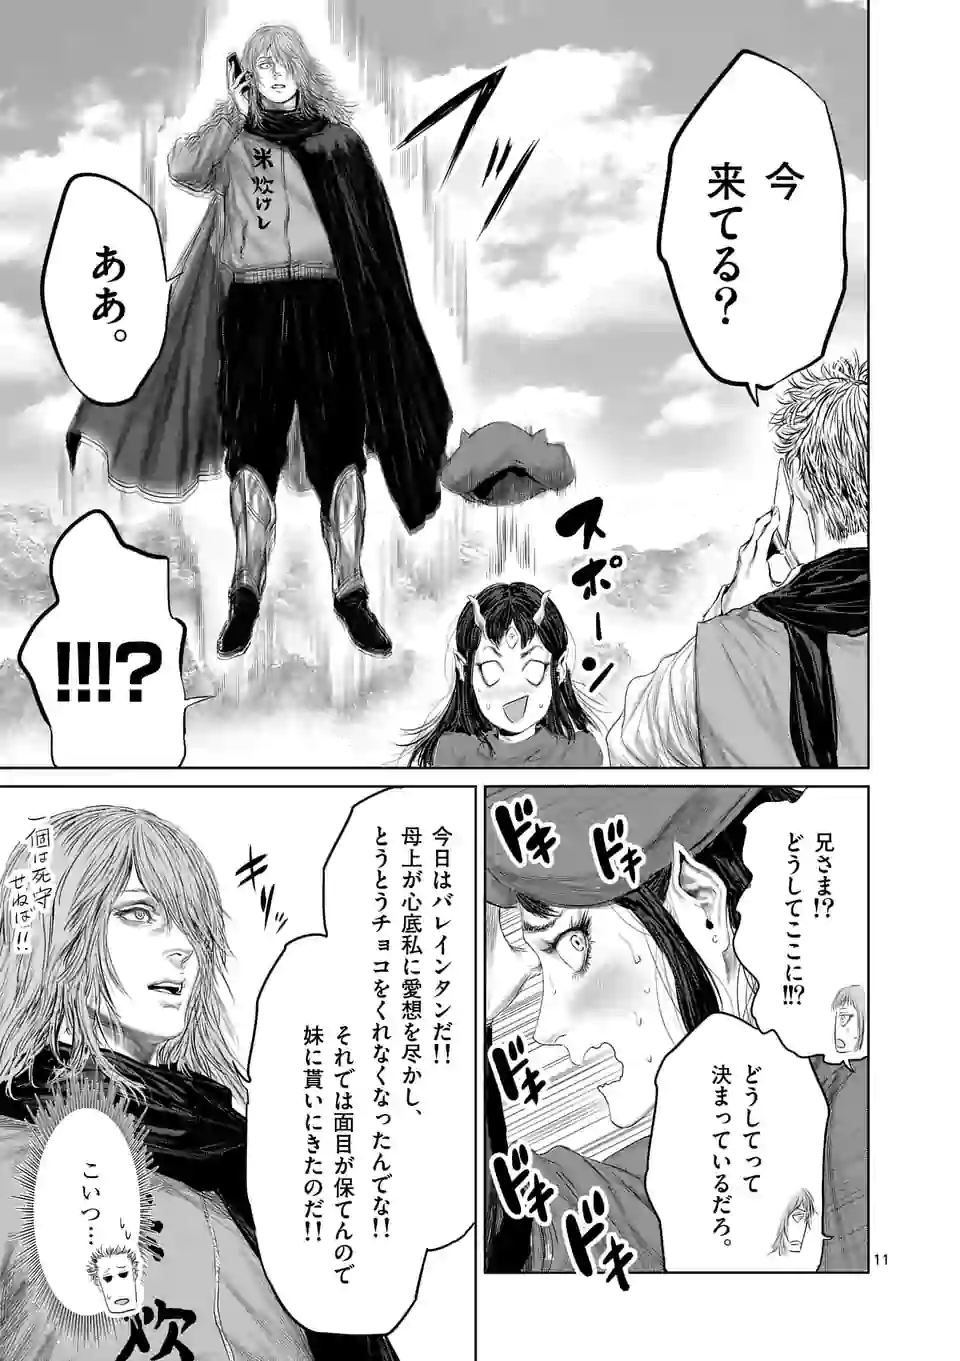 今
来てる?
ああ。
米炊けし
スポーン
!!!?
兄さま!?
どうしてここに!!?
どうしてって
決まっているだろ。
ドキ
ドキ
ドキ
ドキ
ドキ
今日はバレインタンだ!!
母上が心底私に愛想を尽かし、
とうとうチョコをくれなくなったんでな!!
それでは面目が保てんので
妹に貰いにきたのだ!!
一個は死守
せねば!!
こいつ…
炊
11